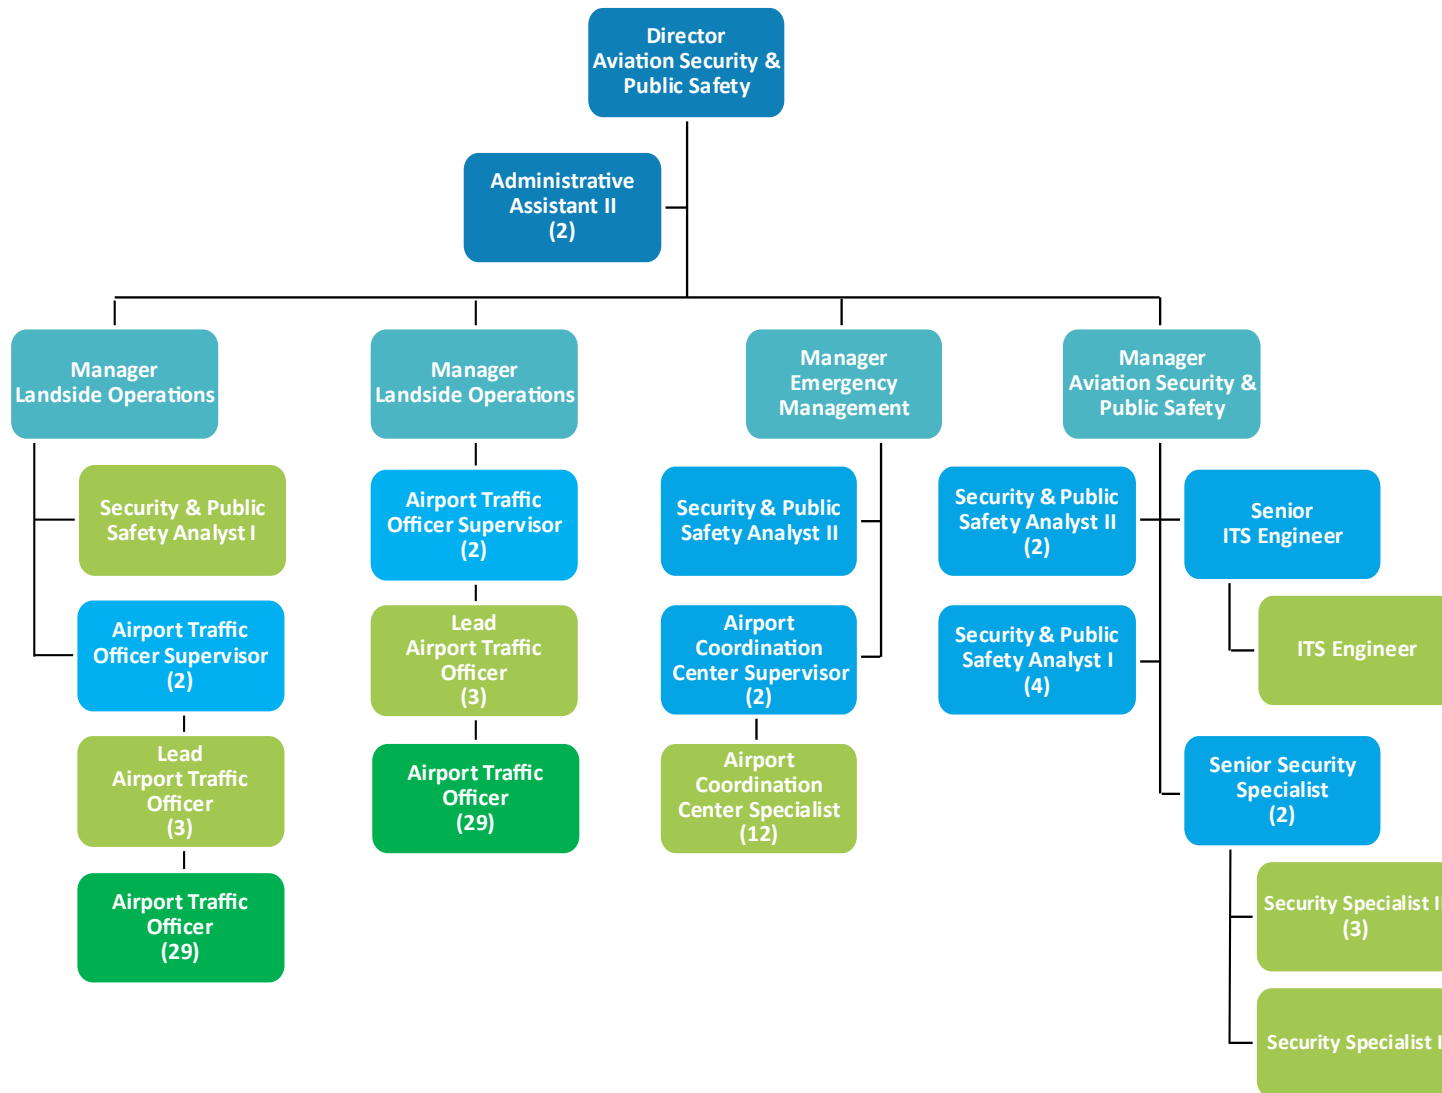 Director
Aviation Security &
Public Safety
Administrative
Assistant II
(2)
Manager
Landside Operations
Manager
Landside Operations
Manager
Emergency
Management
Manager
Aviation Security &
Public Safety
Security & Public
Safety Analyst I
Airport Traffic
Officer Supervisor
(2)
Lead
Airport Traffic
Officer
(3)
Airport Traffic
Officer
(29)
Airport Traffic
Officer Supervisor
(2)
Lead
Airport Traffic
Officer
(3)
Airport Traffic
Officer
(29)
Security & Public
Safety Analyst II
Airport
Coordination
Center Supervisor
(2)
Airport
Coordination
Center Specialist
(12)
Security & Public
Safety Analyst II
(2)
Security & Public
Safety Analyst I
(4)
Senior
ITS Engineer
ITS Engineer
Senior Security
Specialist
(2)
Security Specialist
(3)
Security Specialist